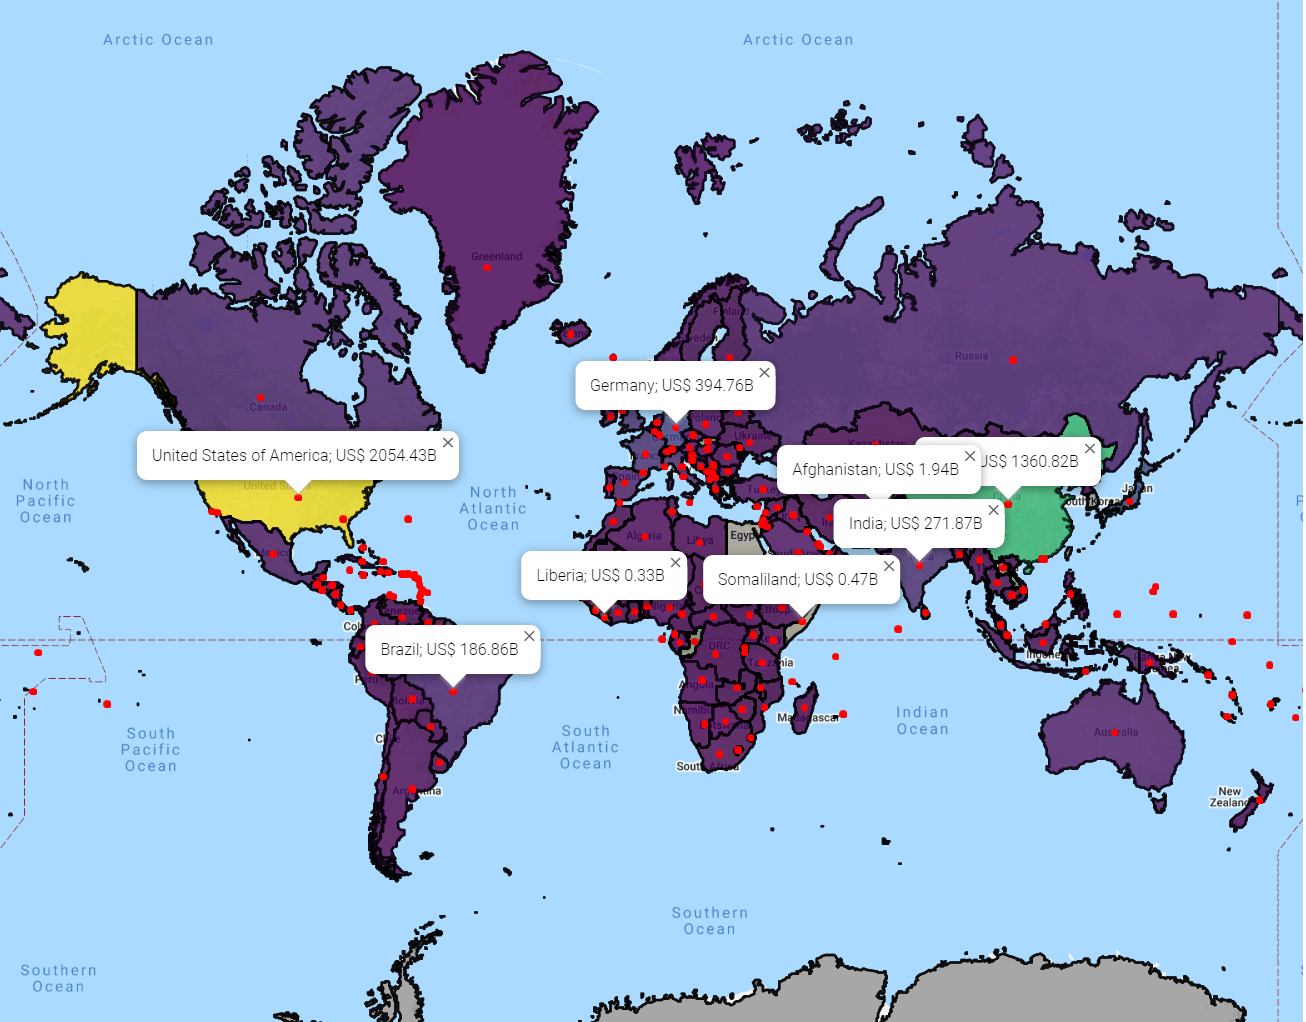 Arctic Ocean
Arctic Ocean
Greenland
Russia
Canada
Germany; US$ 394.76B
Ukraine
United States of America; US$ 2054.43B
US$ 1360.82B
Afghanistan; US$ 1.94B
India; US$ 271.87B
North
Pacific
Ocean
North
Atlantic
Ocean
Mexico
Algeria
Libya
Egypt
Liberia; US$ 0.33B
Somaliland; US$ 0.47B
Brazil; US$ 186.86B
DRC
Tanzania
Angola
Namibia
Madagascar
South Africa
South
Pacific
Ocean
South
Atlantic
Ocean
Indian
Ocean
Argentina
Australia
New
Zealand
Southern
Ocean
Southern
Ocean